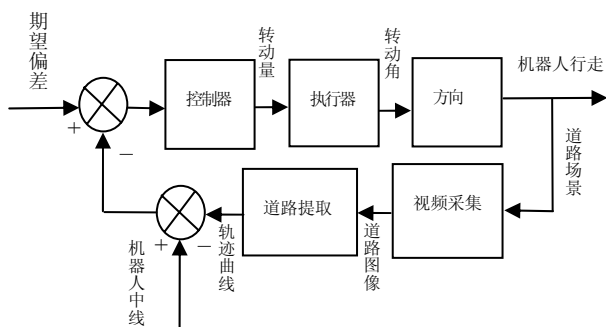 期望偏差
转动量
转动角
机器人行走
控制器
执行器
方向
+
−
道路场景
道路提取
视频采集
+
−
机器人中线
轨迹曲线
道路图像